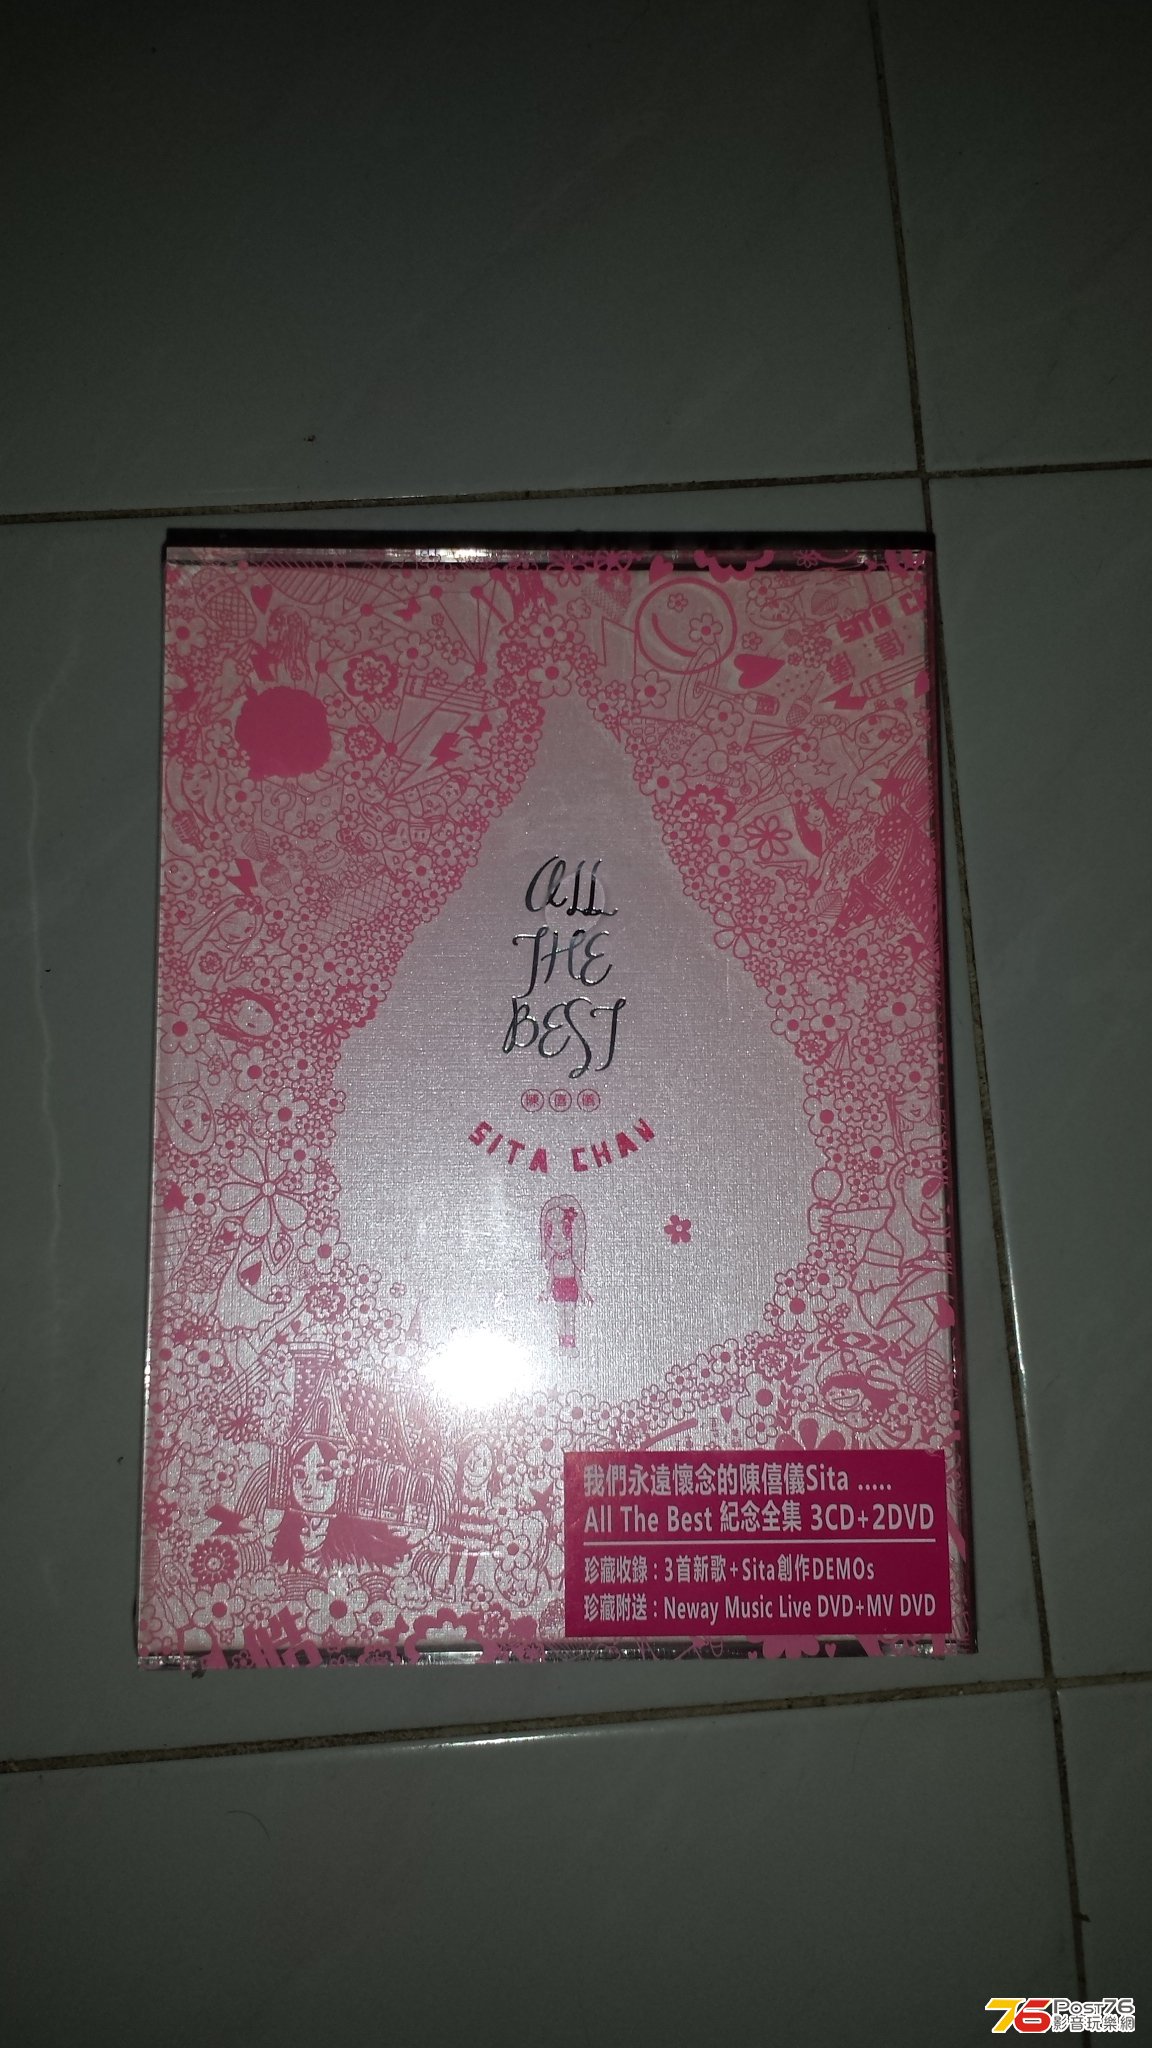 ALL
THE
BEST
陳僖儀
SITA CHAN
我們永遠懷念的陳僖儀Sita .....
All The Best 紀念全集 3CD+2DVD
珍藏收錄：3首新歌+Sita創作DEMOs
珍藏附送：Neway Music Live DVD+MV DVD
76 Post76
影音玩樂網